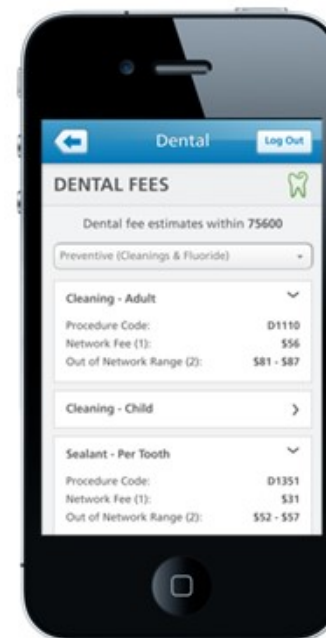 Dental
Log Out
DENTAL FEES
Dental fee estimates within 75600
Preventive (Cleanings & Fluoride)
Cleaning - Adult
Procedure Code: D1110
Network Fee (1): $56
Out of Network Range (2): $81 - $87
Cleaning - Child
Sealant - Per Tooth
Procedure Code: D1351
Network Fee (1): $31
Out of Network Range (2): $52 - $57